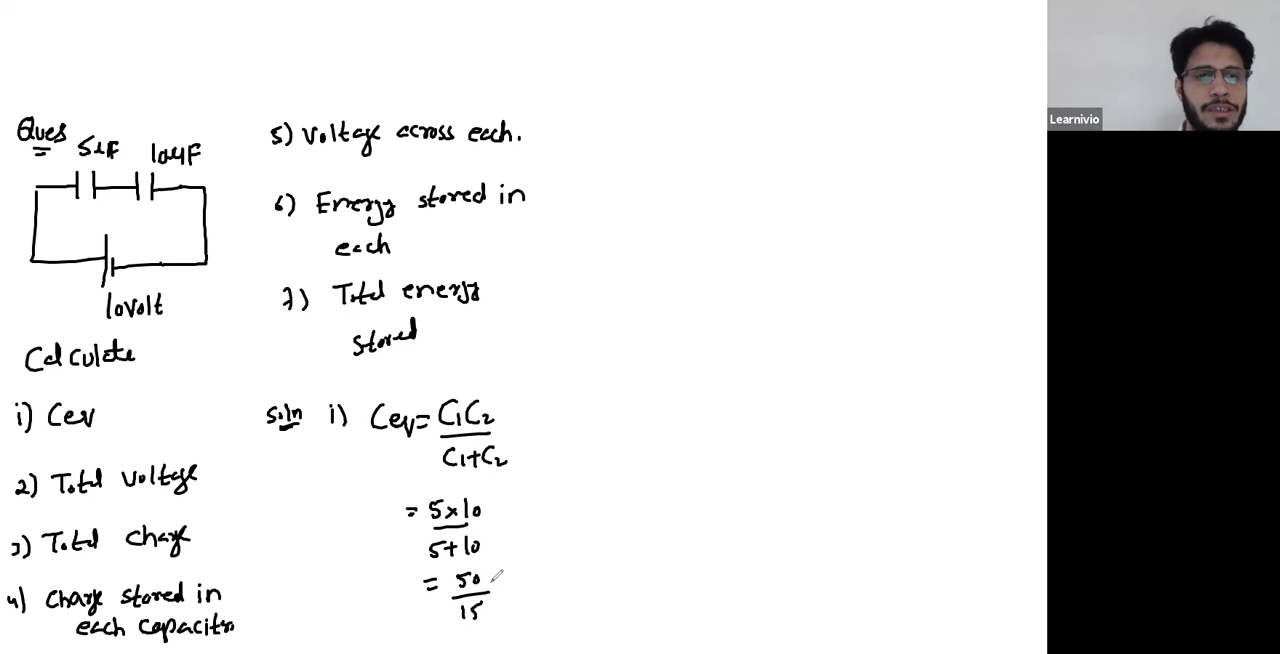 Ques
5μF 10μF
10volt
Calculate
i) Ceq
2) Total voltage
3) Total charge
4) Charge stored in
each capacitor
5) Voltage across each.
6) Energy stored in
each
7) Total energy
stored
Soln i) Ceq = C1C2
C1+C2
= 5×10
5+10
= 50
15
Learnivio